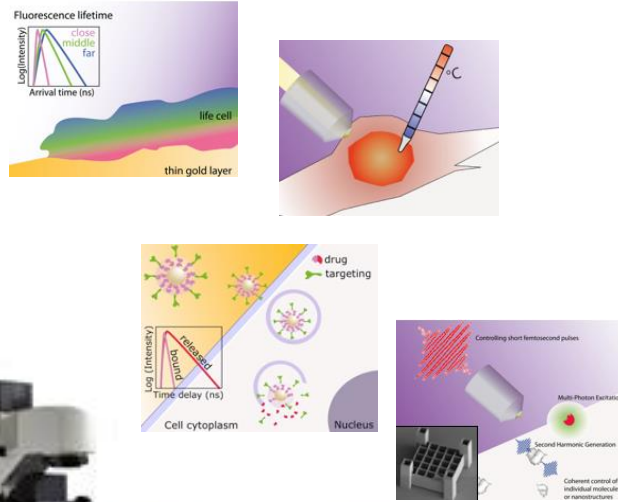 Fluorescence lifetime
Log(Intensity)
close
middle
far
Arrival time (ns)
life cell
thin gold layer
°C
drug
targeting
Log (Intensity)
released
bound
Time delay (ns)
Cell cytoplasm
Nucleus
Controlling short femtosecond pulses
Multi-Photon Excitatio
Second Harmonic Generation
Coherent control of
individual molecule
or nanostructures